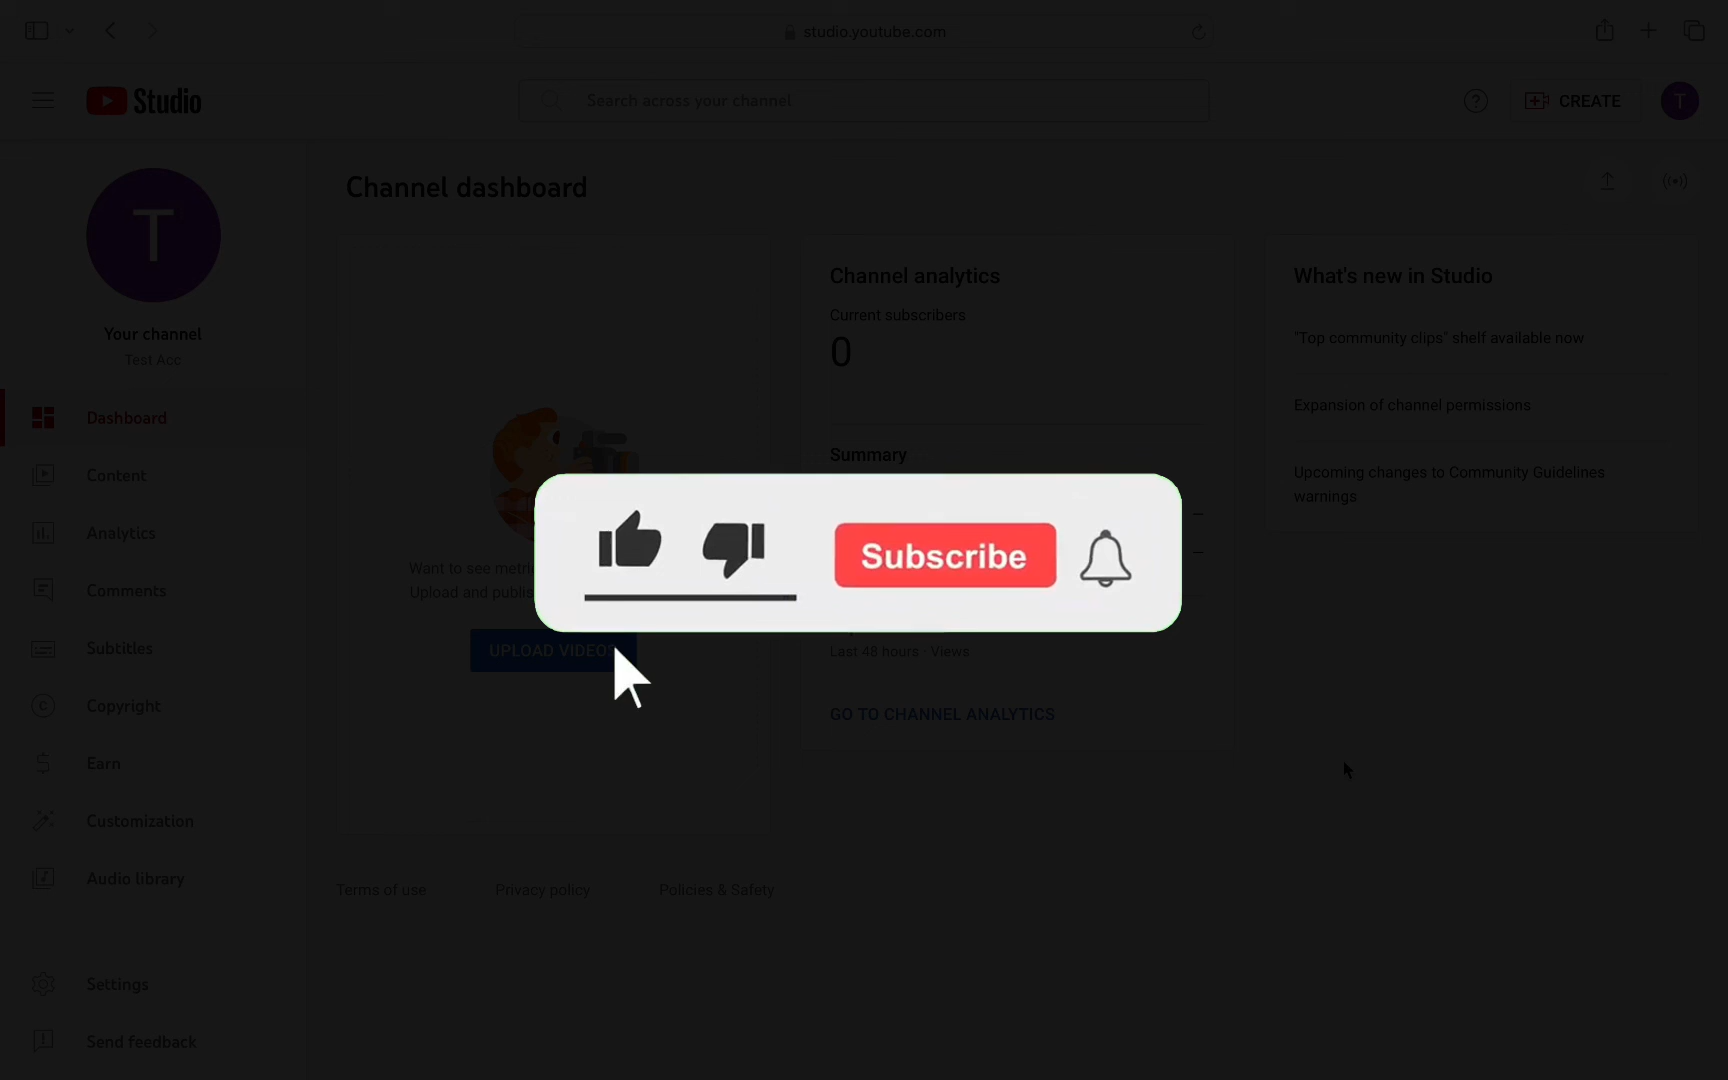 studio.youtube.com
Studio
Search across your channel
CREATE
T
T
Your channel
Test Acc
Dashboard
Content
Analytics
Comments
Subtitles
Copyright
Earn
Customization
Audio library
Settings
Send feedback
Channel dashboard
Want to see
Upload and
UPLOAD VIDEOS
Channel analytics
Current subscribers
0
Summary
Last 48 hours · Views
GO TO CHANNEL ANALYTICS
What's new in Studio
"Top community clips" shelf available now
Expansion of channel permissions
Upcoming changes to Community Guidelines
warnings
Subscribe
Terms of use
Privacy policy
Policies & Safety